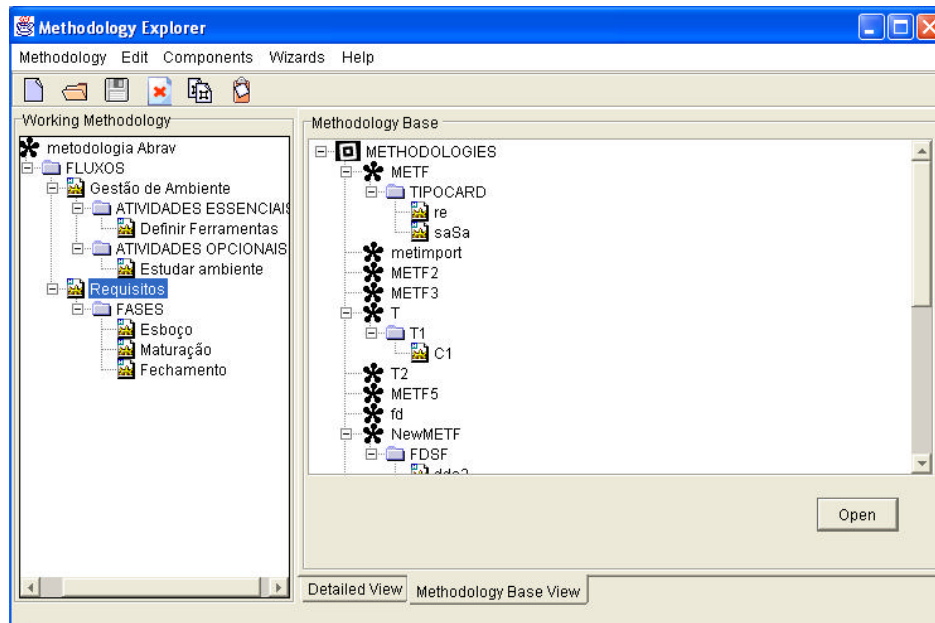 Methodology Explorer
Methodology Edit Components Wizards Help
Working Methodology
metodologia Abrav
FLUXOS
Gestão de Ambiente
ATIVIDADES ESSENCIAIS
Definir Ferramentas
ATIVIDADES OPCIONAIS
Estudar ambiente
Requisitos
FASES
Esboço
Maturação
Fechamento
Methodology Base
METHODOLOGIES
METF
TIPOCARD
re
saSa
metimport
METF2
METF3
T
T1
C1
T2
METF5
fd
NewMETF
FDSF
Open
Detailed View
Methodology Base View